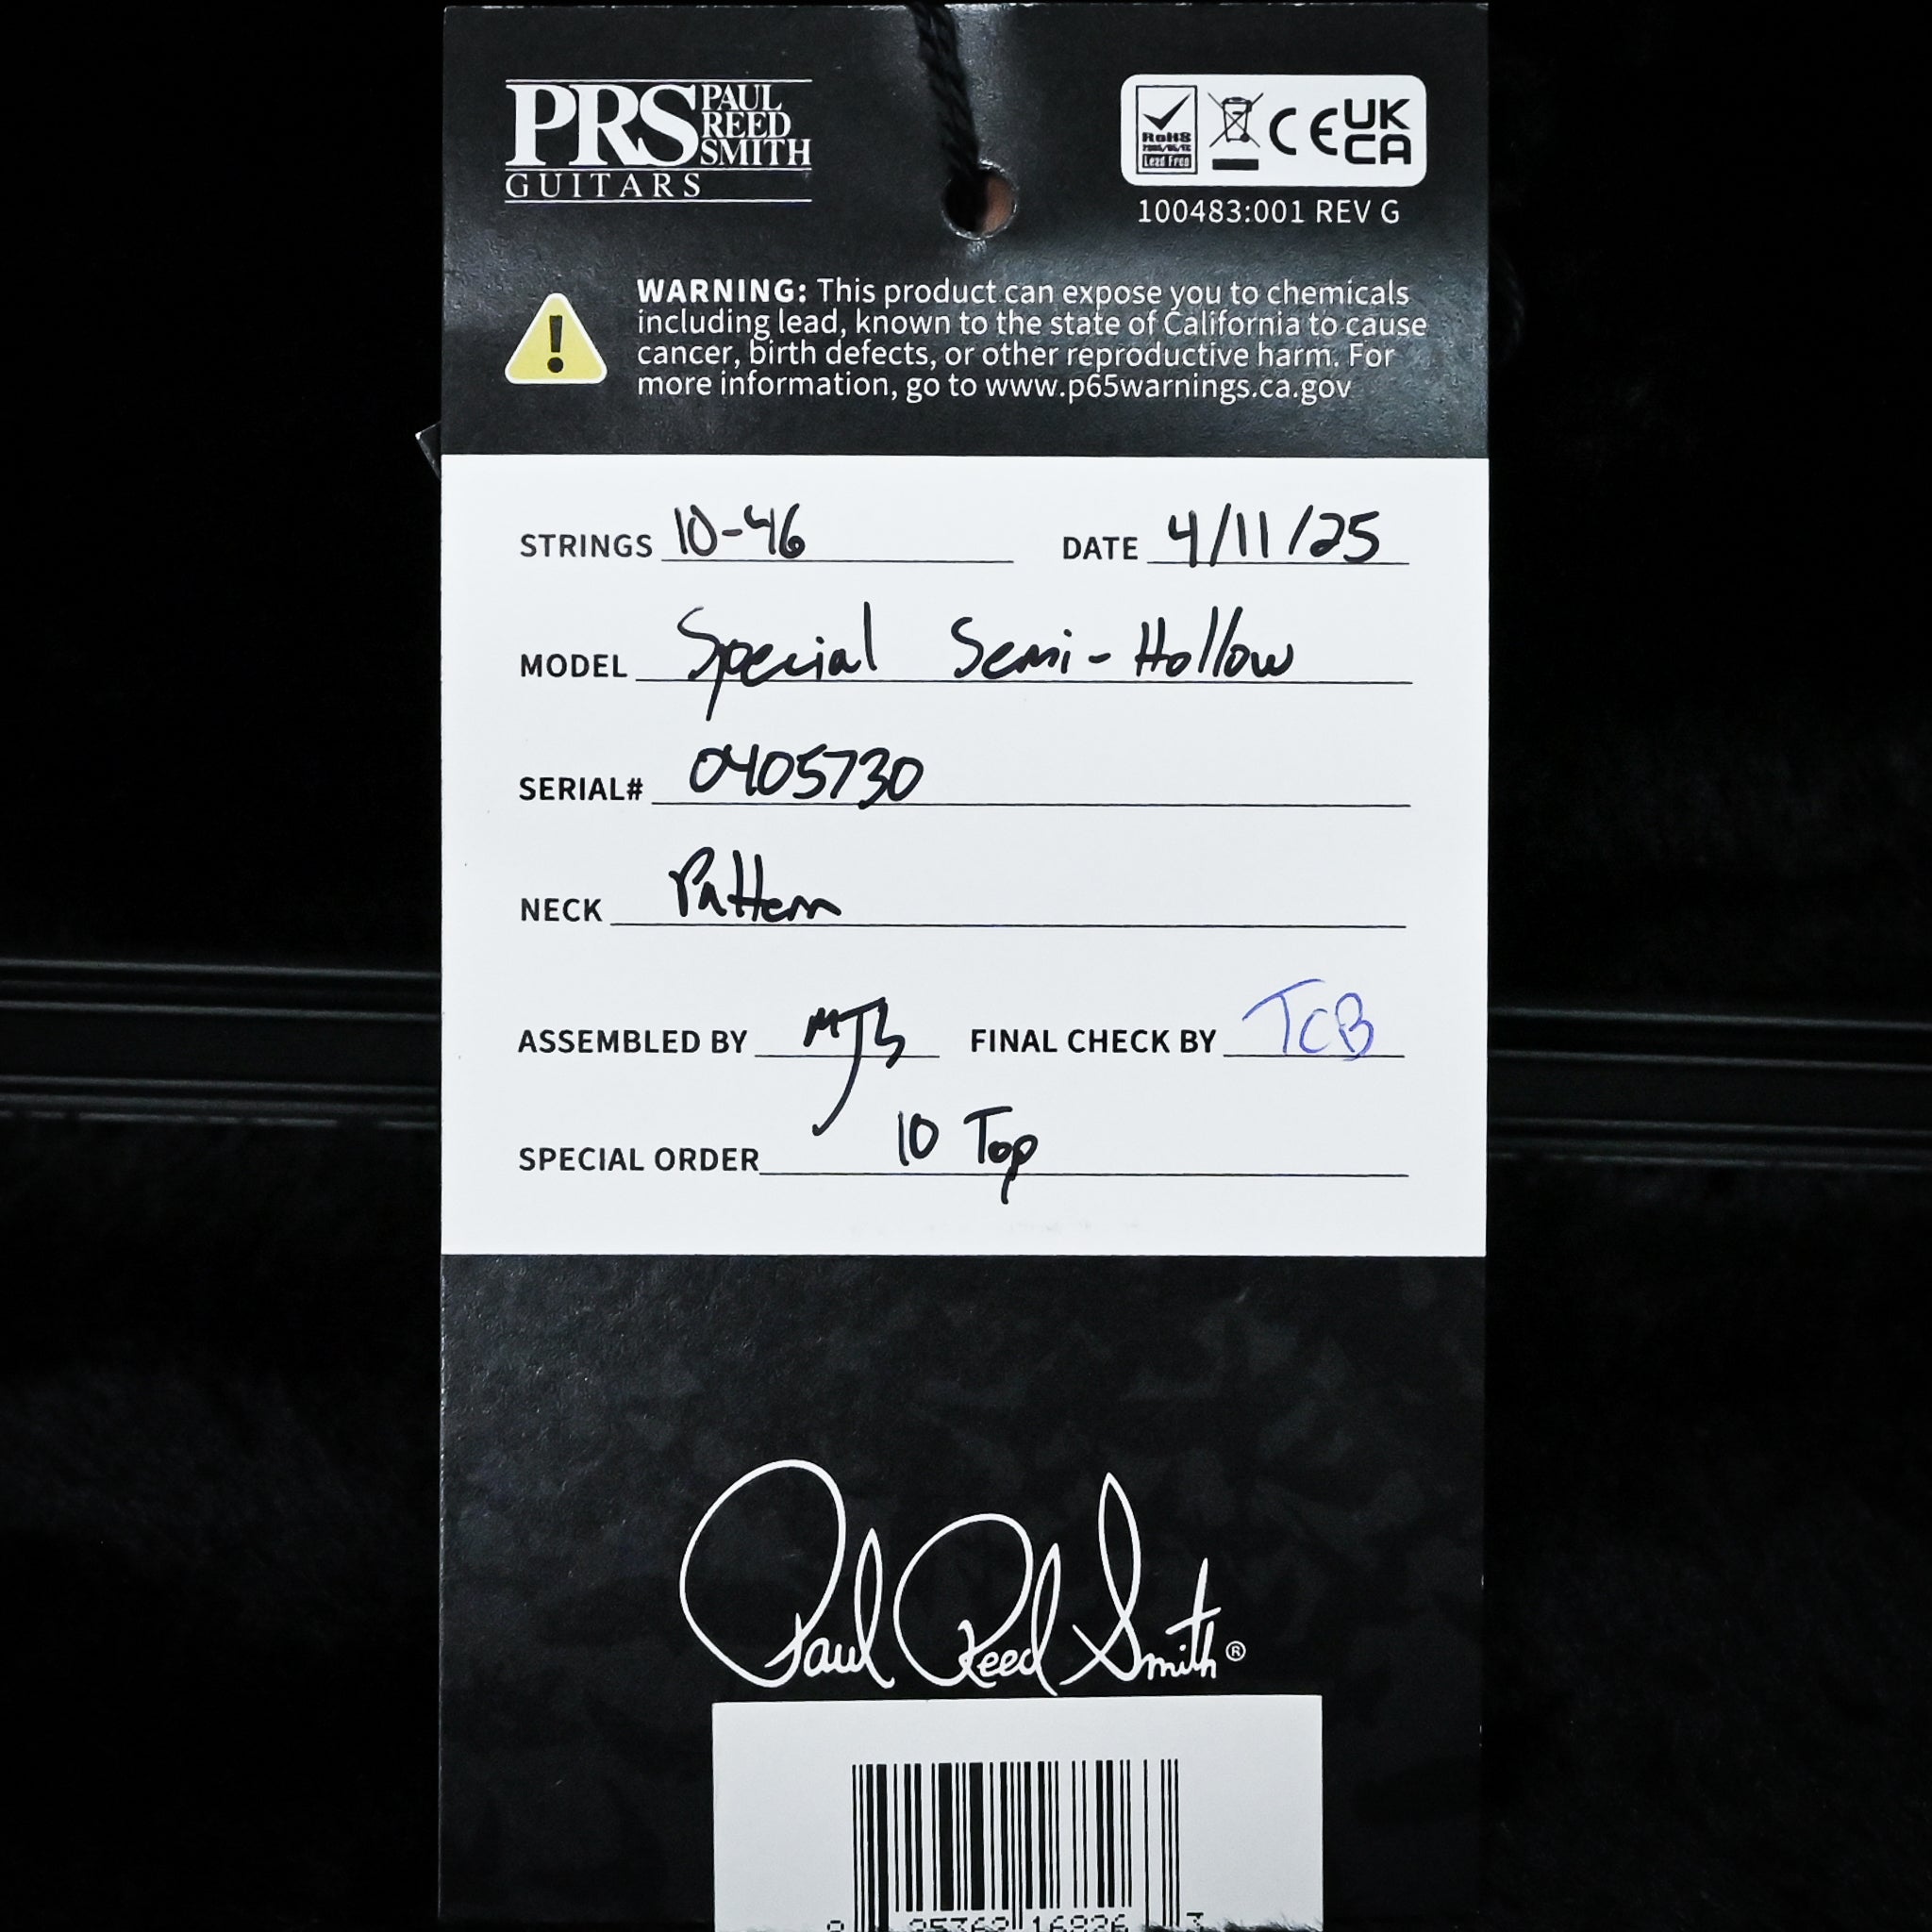 PRS PAUL REED SMITH
GUITARS
RoHS
Lead Free
CE UK CA
100483:001 REV G
WARNING: This product can expose you to chemicals
including lead, known to the state of California to cause
cancer, birth defects, or other reproductive harm. For
more information, go to www.p65warnings.ca.gov
STRINGS 10-46 DATE 4/11/25
MODEL Special Semi-Hollow
SERIAL# 0405730
NECK Pattern
ASSEMBLED BY MJB FINAL CHECK BY TCB
SPECIAL ORDER 10 Top
Paul Reed Smith®